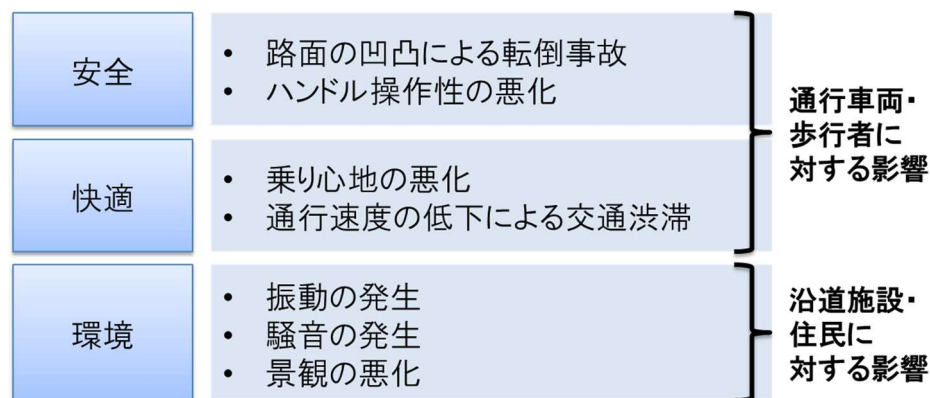 安全
• 路面の凹凸による転倒事故
• ハンドル操作性の悪化
快適
• 乗り心地の悪化
• 通行速度の低下による交通渋滞
通行車両・
歩行者に
対する影響
環境
• 振動の発生
• 騒音の発生
• 景観の悪化
沿道施設・
住民に
対する影響